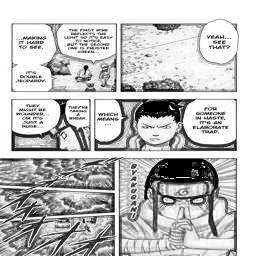 YEAH...
SEE
THAT?
THE FIRST WIRE
REFLECTS THE
LIGHT SO IT'S EASY
TO NOTICE.
BUT THE SECOND
ONE IS FROSTED
GREEN...
...MAKING
IT HARD
TO SEE.
IT'S
DOUBLE
JEOPARDY.
FOR
SOMEONE
IN HASTE,
IT'S AN
ELABORATE
TRAP.
WHICH
MEANS...
THEY'RE
TAKING
A BREAK.
THEY
MIGHT BE
WOUNDED...
OR IT'S
JUST A
RUSE...
BYAKUGAN!